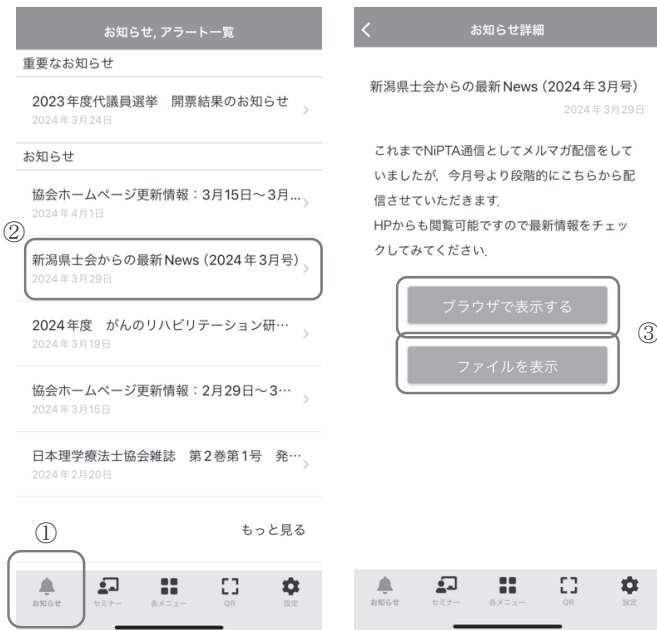 お知らせ, アラート一覧
重要なお知らせ
2023年度代議員選挙　開票結果のお知らせ
2024年3月24日
お知らせ
協会ホームページ更新情報：3月15日～3月...
2024年4月1日
②
新潟県士会からの最新News（2024年3月号）
2024年3月29日
2024年度　がんのリハビリテーション研…
2024年3月19日
協会ホームページ更新情報：2月29日～3…
2024年3月15日
日本理学療法士協会雑誌　第2巻第1号　発…
2024年2月20日
①
もっと見る
お知らせ
セミナー
各メニュー
QR
設定
お知らせ詳細
新潟県士会からの最新News（2024年3月号）
2024年3月29日
これまでNiPTA通信としてメルマガ配信をして
いましたが，今月号より段階的にこちらから配
信させていただきます．
HPからも閲覧可能ですので最新情報をチェッ
クしてみてください．
ブラウザで表示する
③
ファイルを表示
お知らせ
セミナー
各メニュー
QR
設定